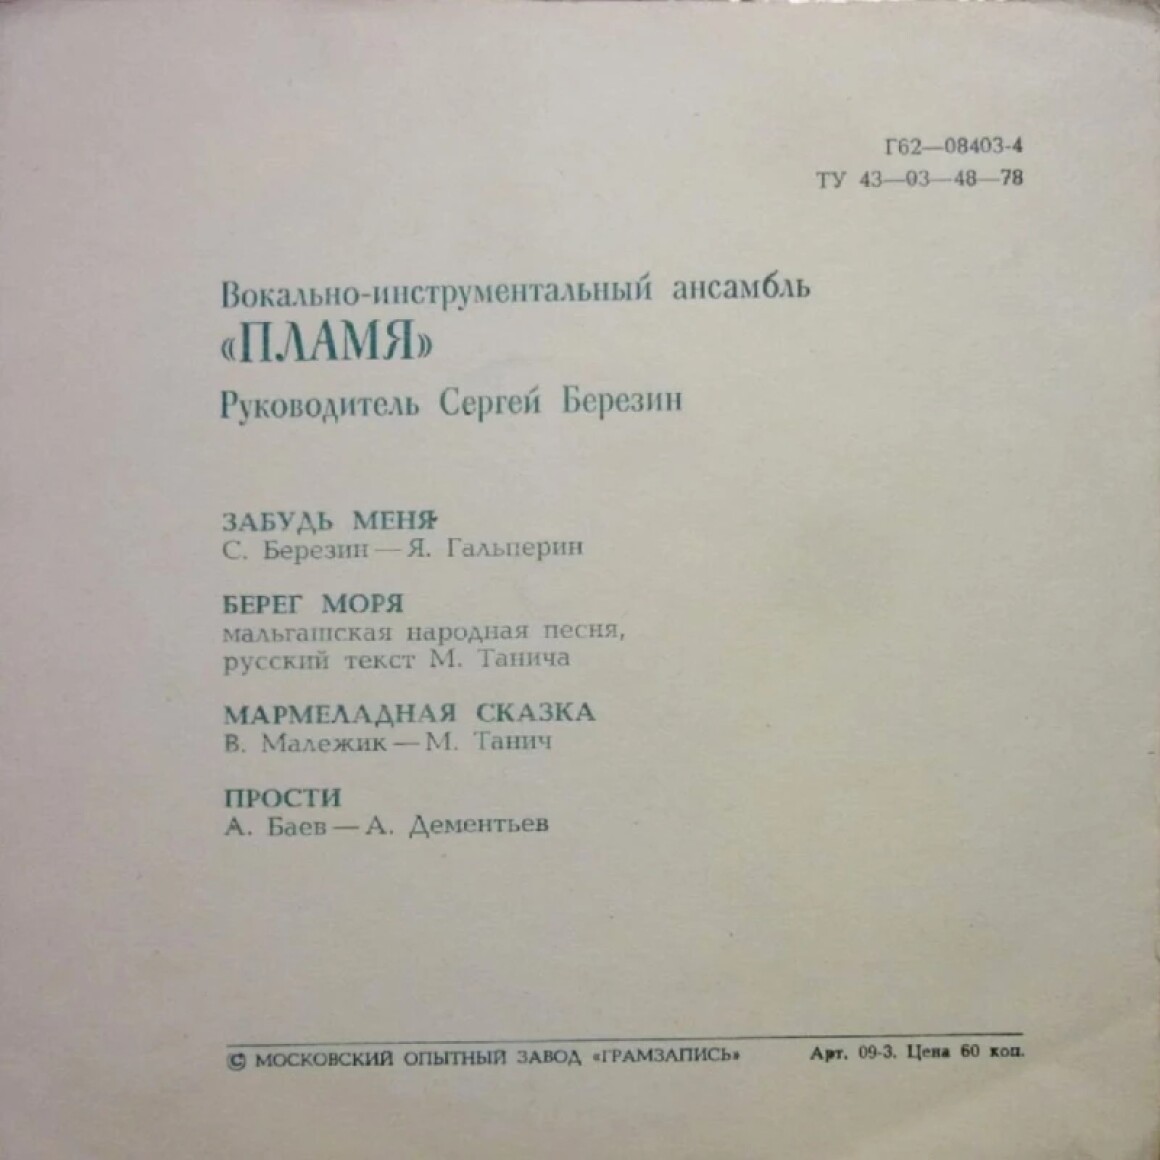 Г62—08403-4
ТУ 43—03—48—78
Вокально-инструментальный ансамбль
«ПЛАМЯ»
Руководитель Сергей Березин
ЗАБУДЬ МЕНЯ
С. Березин — Я. Гальперин
БЕРЕГ МОРЯ
мальгашская народная песня,
русский текст М. Танича
МАРМЕЛАДНАЯ СКАЗКА
В. Малежик — М. Танич
ПРОСТИ
А. Баев — А. Дементьев
© МОСКОВСКИЙ ОПЫТНЫЙ ЗАВОД «ГРАМЗАПИСЬ» Арт. 09-3. Цена 60 коп.